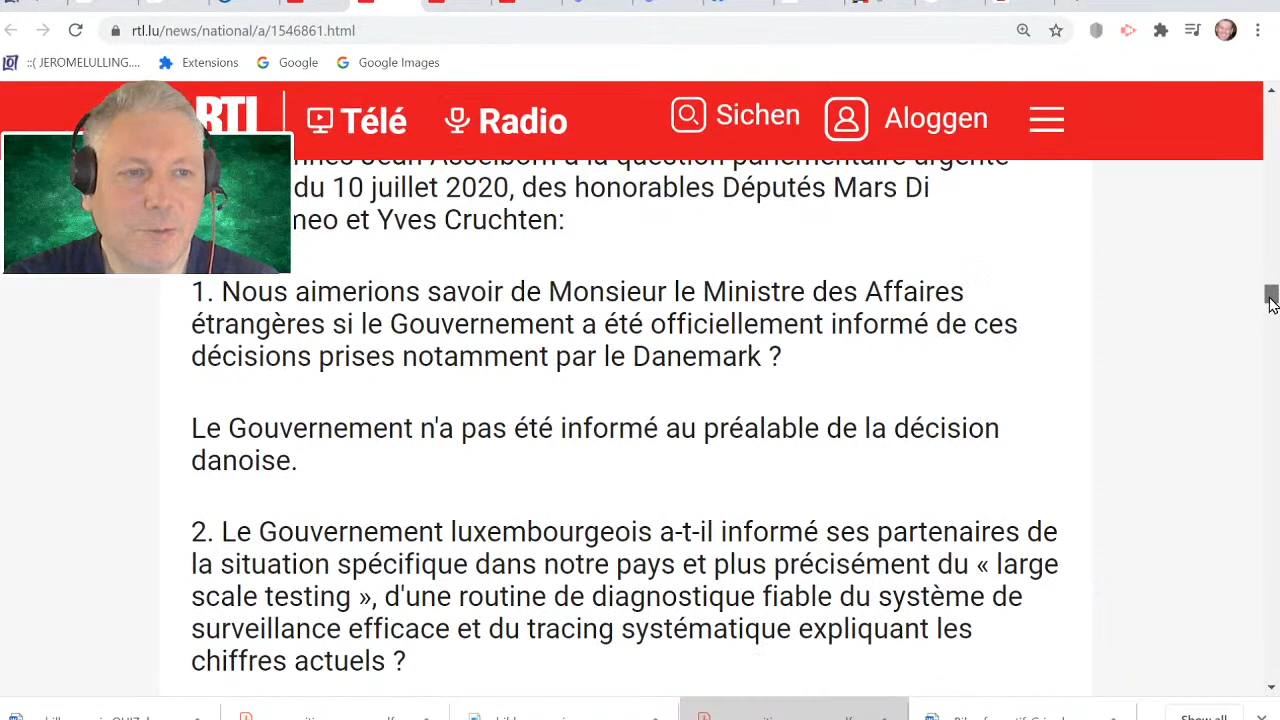 rtl.lu/news/national/a/1546861.html
::( JEROMELULLING.... Extensions Google Google Images
RTL Télé Radio Sichen Aloggen
Jean Asselborn à la question parlementaire urgente
du 10 juillet 2020, des honorables Députés Mars Di
meo et Yves Cruchten:
1. Nous aimerions savoir de Monsieur le Ministre des Affaires
étrangères si le Gouvernement a été officiellement informé de ces
décisions prises notamment par le Danemark ?
Le Gouvernement n'a pas été informé au préalable de la décision
danoise.
2. Le Gouvernement luxembourgeois a-t-il informé ses partenaires de
la situation spécifique dans notre pays et plus précisément du « large
scale testing », d'une routine de diagnostique fiable du système de
surveillance efficace et du tracing systématique expliquant les
chiffres actuels ?
Show all